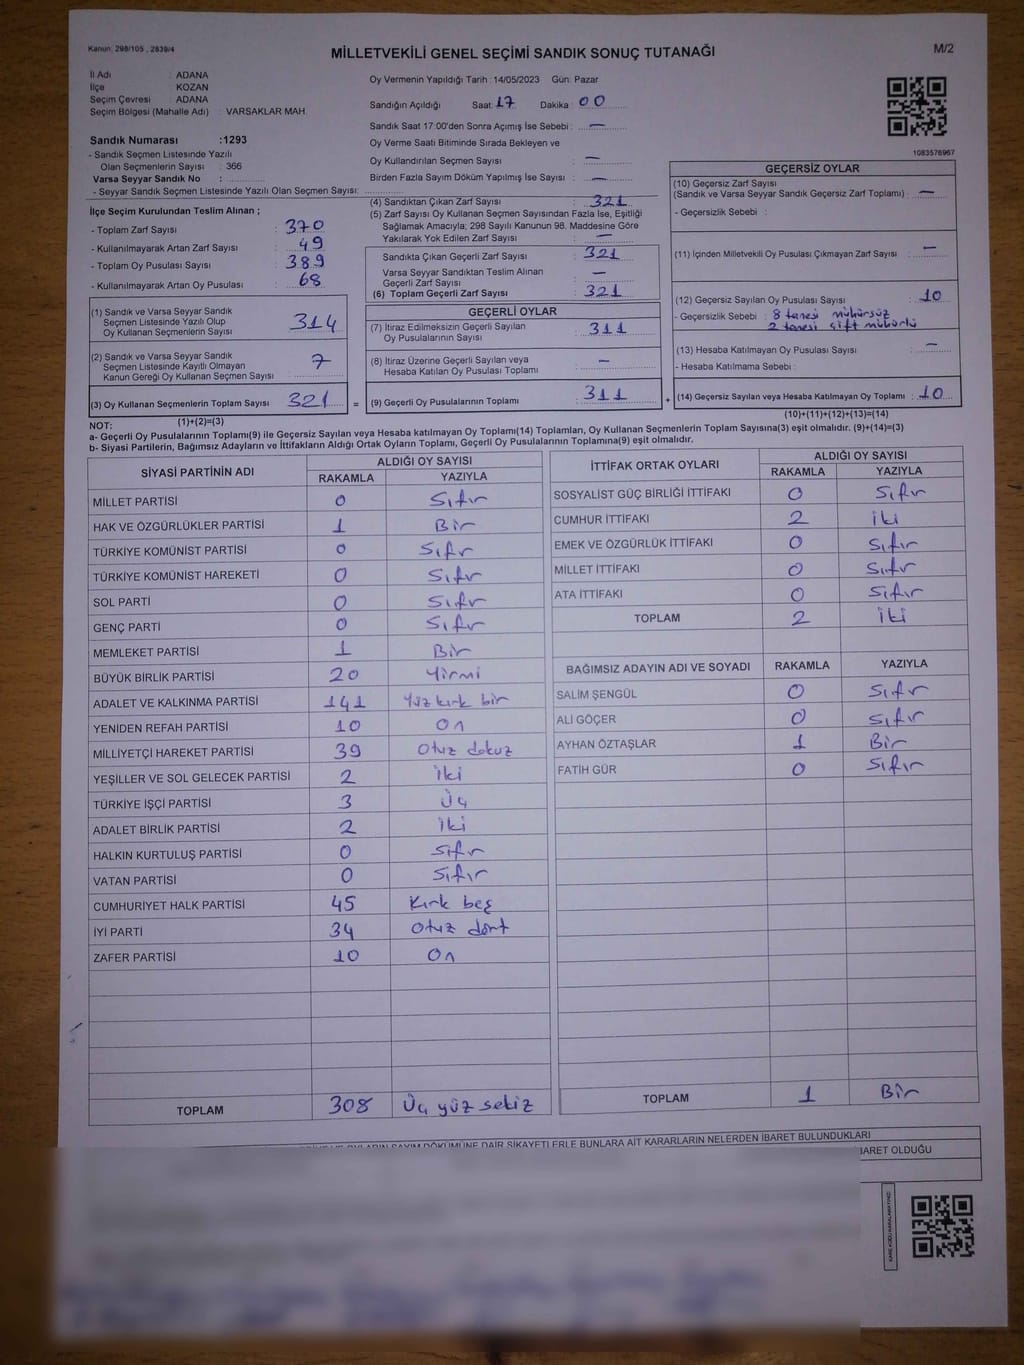 Kanun: 298/105 , 2839/4
MİLLETVEKİLİ GENEL SEÇİMİ SANDIK SONUÇ TUTANAĞI
M/2
İl Adı : ADANA
İlçe : KOZAN
Seçim Çevresi : ADANA
Seçim Bölgesi (Mahalle Adı) : VARSAKLAR MAH.
Sandık Numarası :1293
- Sandık Seçmen Listesinde Yazılı
Olan Seçmenlerin Sayısı : 366
Varsa Seyyar Sandık No :
- Seyyar Sandık Seçmen Listesinde Yazılı Olan Seçmen Sayısı:
Oy Vermenin Yapıldığı Tarih :14/05/2023 Gün: Pazar
Sandığın Açıldığı Saat: 17 Dakika : 00
Sandık Saat 17:00'den Sonra Açımış İse Sebebi : —
Oy Verme Saati Bitiminde Sırada Bekleyen ve
Oy Kullandırılan Seçmen Sayısı : —
Birden Fazla Sayım Döküm Yapılmış İse Sayısı : —
1083576967
İlçe Seçim Kurulundan Teslim Alınan ;
- Toplam Zarf Sayısı : 370
- Kullanılmayarak Artan Zarf Sayısı : 49
- Toplam Oy Pusulası Sayısı : 389
- Kullanılmayarak Artan Oy Pusulası : 68
(1) Sandık ve Varsa Seyyar Sandık
Seçmen Listesinde Yazılı Olup
Oy Kullanan Seçmenlerin Sayısı 314
(2) Sandık ve Varsa Seyyar Sandık
Seçmen Listesinde Kayıtlı Olmayan
Kanun Gereği Oy Kullanan Seçmen Sayısı 7
(3) Oy Kullanan Seçmenlerin Toplam Sayısı 321 =
(1)+(2)=(3)
(4) Sandıktan Çıkan Zarf Sayısı : 321
(5) Zarf Sayısı Oy Kullanan Seçmen Sayısından Fazla İse, Eşitliği
Sağlamak Amacıyla; 298 Sayılı Kanunun 98. Maddesine Göre
Yakılarak Yok Edilen Zarf Sayısı : —
Sandıkta Çıkan Geçerli Zarf Sayısı : 321
Varsa Seyyar Sandıktan Teslim Alınan
Geçerli Zarf Sayısı : —
(6) Toplam Geçerli Zarf Sayısı : 321
GEÇERLİ OYLAR
(7) İtiraz Edilmeksizin Geçerli Sayılan
Oy Pusulalarının Sayısı : 311
(8) İtiraz Üzerine Geçerli Sayılan veya
Hesaba Katılan Oy Pusulası Toplamı : —
(9) Geçerli Oy Pusulalarının Toplamı : 311 +
GEÇERSİZ OYLAR
(10) Geçersiz Zarf Sayısı
(Sandık ve Varsa Seyyar Sandık Geçersiz Zarf Toplamı) : —
- Geçersizlik Sebebi :
(11) İçinden Milletvekili Oy Pusulası Çıkmayan Zarf Sayısı : —
(12) Geçersiz Sayılan Oy Pusulası Sayısı : 10
- Geçersizlik Sebebi : 8 tanesi mühürsüz
2 tanesi çift mühürlü
(13) Hesaba Katılmayan Oy Pusulası Sayısı : —
- Hesaba Katılmama Sebebi :
(14) Geçersiz Sayılan veya Hesaba Katılmayan Oy Toplamı : 10
(10)+(11)+(12)+(13)=(14)
NOT:
a- Geçerli Oy Pusulalarının Toplamı(9) ile Geçersiz Sayılan veya Hesaba katılmayan Oy Toplamı(14) Toplamları, Oy Kullanan Seçmenlerin Toplam Sayısına(3) eşit olmalıdır. (9)+(14)=(3)
b- Siyasi Partilerin, Bağımsız Adayların ve İttifakların Aldığı Ortak Oyların Toplamı, Geçerli Oy Pusulalarının Toplamına(9) eşit olmalıdır.
SİYASİ PARTİNİN ADI ALDIĞI OY SAYISI
RAKAMLA YAZIYLA
MİLLET PARTİSİ 0 Sıfır
HAK VE ÖZGÜRLÜKLER PARTİSİ 1 Bir
TÜRKİYE KOMÜNİST PARTİSİ 0 Sıfır
TÜRKİYE KOMÜNİST HAREKETİ 0 Sıfır
SOL PARTİ 0 Sıfır
GENÇ PARTİ 0 Sıfır
MEMLEKET PARTİSİ 1 Bir
BÜYÜK BİRLİK PARTİSİ 20 Yirmi
ADALET VE KALKINMA PARTİSİ 141 Yüz kırk bir
YENİDEN REFAH PARTİSİ 10 On
MİLLİYETÇİ HAREKET PARTİSİ 39 Otuz dokuz
YEŞİLLER VE SOL GELECEK PARTİSİ 2 İki
TÜRKİYE İŞÇİ PARTİSİ 3 Üç
ADALET BİRLİK PARTİSİ 2 İki
HALKIN KURTULUŞ PARTİSİ 0 Sıfır
VATAN PARTİSİ 0 Sıfır
CUMHURİYET HALK PARTİSİ 45 Kırk beş
İYİ PARTİ 34 Otuz dört
ZAFER PARTİSİ 10 On
TOPLAM 308 Üç yüz sekiz
İTTİFAK ORTAK OYLARI ALDIĞI OY SAYISI
RAKAMLA YAZIYLA
SOSYALİST GÜÇ BİRLİĞİ İTTİFAKI 0 Sıfır
CUMHUR İTTİFAKI 2 İki
EMEK VE ÖZGÜRLÜK İTTİFAKI 0 Sıfır
MİLLET İTTİFAKI 0 Sıfır
ATA İTTİFAKI 0 Sıfır
TOPLAM 2 İki
BAĞIMSIZ ADAYIN ADI VE SOYADI RAKAMLA YAZIYLA
SALİM ŞENGÜL 0 Sıfır
ALİ GÖÇER 0 Sıfır
AYHAN ÖZTAŞLAR 1 Bir
FATİH GÜR 0 Sıfır
TOPLAM 1 Bir
OYLARIN SAYIM DÖKÜMÜNE DAİR ŞİKAYETLERLE BUNLARA AİT KARARLARIN NELERDEN İBARET BULUNDUKLARI
İBARET OLDUĞU